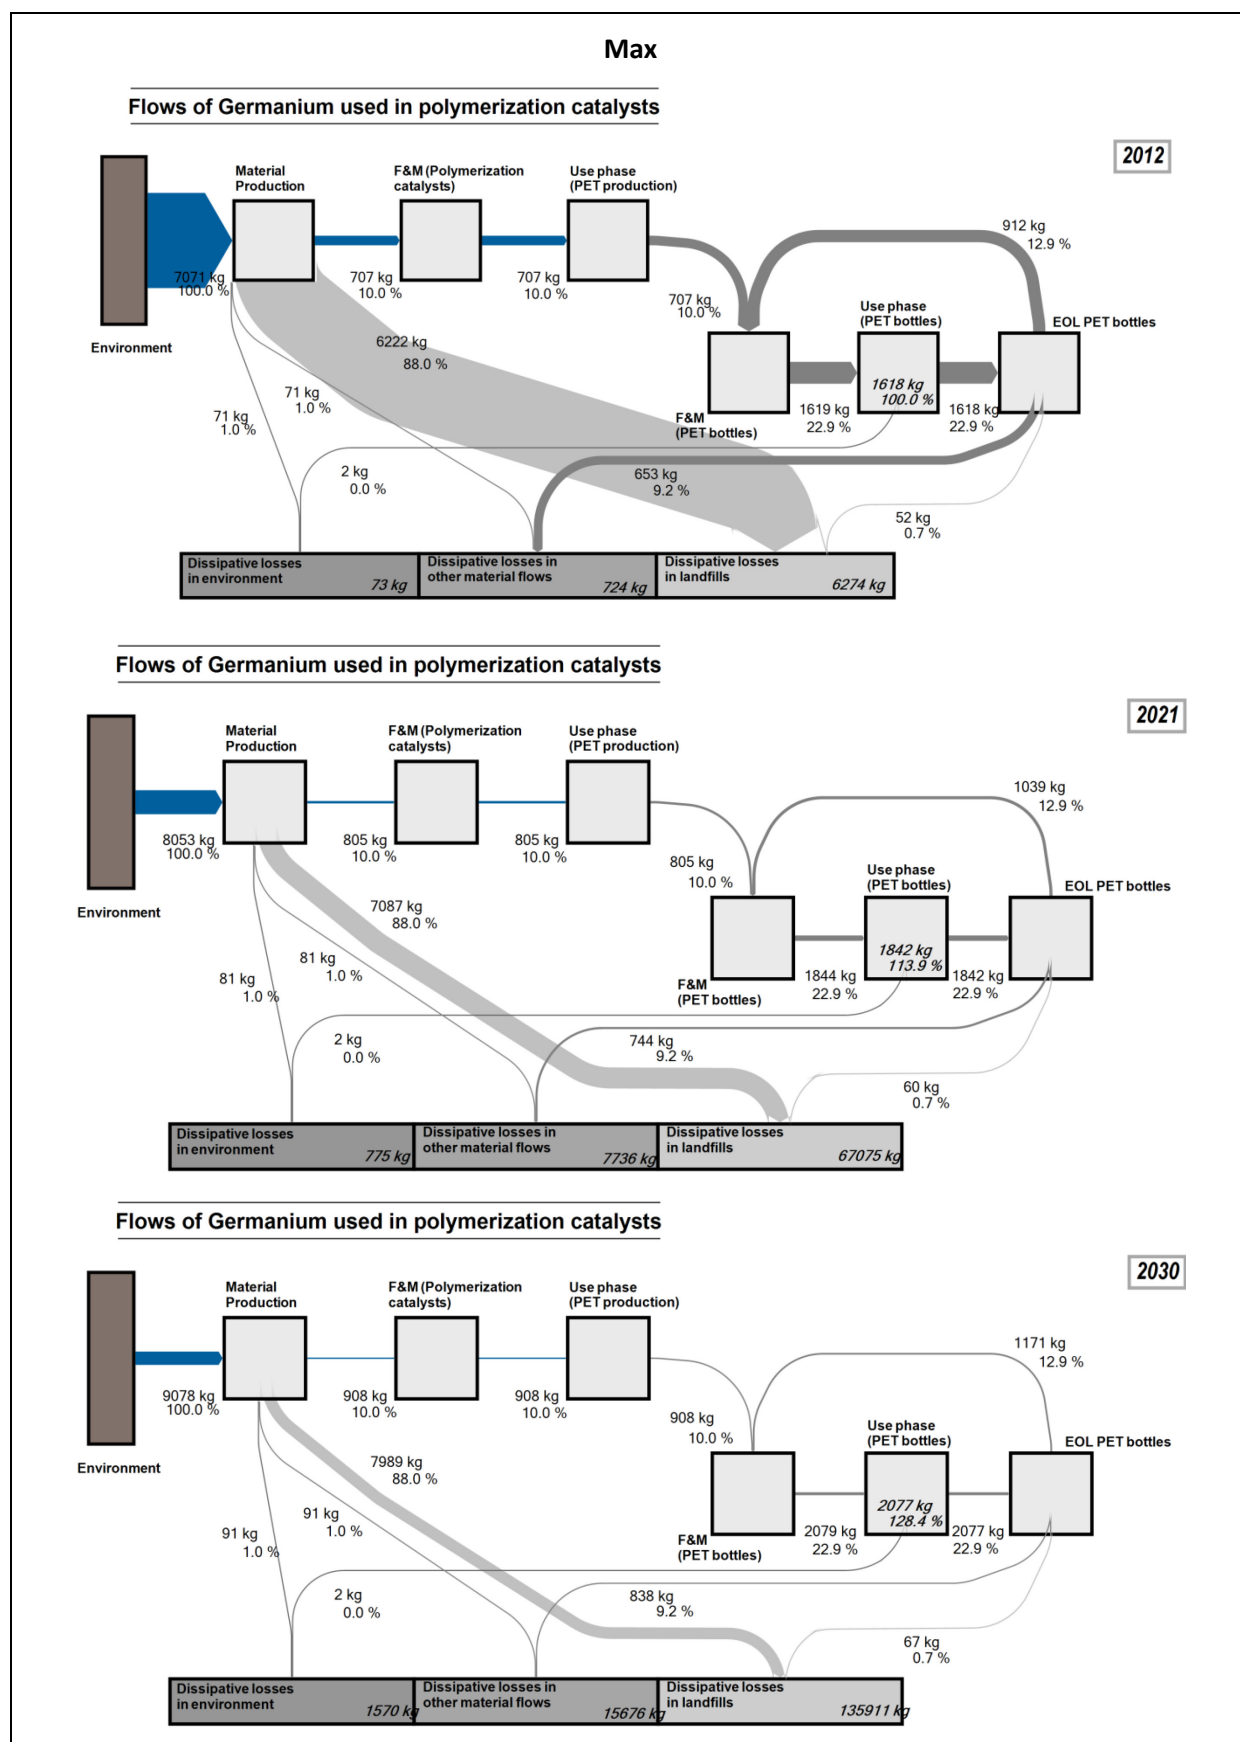 Max
Flows of Germanium used in polymerization catalysts
2012
Material
Production
F&M (Polymerization
catalysts)
Use phase
(PET production)
912 kg
12.9 %
7071 kg
100.0 %
707 kg
10.0 %
707 kg
10.0 %
707 kg
10.0 %
Use phase
(PET bottles)
EOL PET bottles
Environment
6222 kg
88.0 %
1618 kg
100.0 %
71 kg
1.0 %
71 kg
1.0 %
F&M
(PET bottles)
1619 kg
22.9 %
1618 kg
22.9 %
2 kg
0.0 %
653 kg
9.2 %
52 kg
0.7 %
Dissipative losses
in environment
73 kg
Dissipative losses in
other material flows
724 kg
Dissipative losses
in landfills
6274 kg
Flows of Germanium used in polymerization catalysts
2021
Material
Production
F&M (Polymerization
catalysts)
Use phase
(PET production)
1039 kg
12.9 %
8053 kg
100.0 %
805 kg
10.0 %
805 kg
10.0 %
805 kg
10.0 %
Use phase
(PET bottles)
EOL PET bottles
Environment
7087 kg
88.0 %
1842 kg
113.9 %
81 kg
1.0 %
81 kg
1.0 %
F&M
(PET bottles)
1844 kg
22.9 %
1842 kg
22.9 %
2 kg
0.0 %
744 kg
9.2 %
60 kg
0.7 %
Dissipative losses
in environment
775 kg
Dissipative losses in
other material flows
7736 kg
Dissipative losses
in landfills
67075 kg
Flows of Germanium used in polymerization catalysts
2030
Material
Production
F&M (Polymerization
catalysts)
Use phase
(PET production)
1171 kg
12.9 %
9078 kg
100.0 %
908 kg
10.0 %
908 kg
10.0 %
908 kg
10.0 %
Use phase
(PET bottles)
EOL PET bottles
Environment
7989 kg
88.0 %
2077 kg
128.4 %
91 kg
1.0 %
91 kg
1.0 %
F&M
(PET bottles)
2079 kg
22.9 %
2077 kg
22.9 %
2 kg
0.0 %
838 kg
9.2 %
67 kg
0.7 %
Dissipative losses
in environment
1570 kg
Dissipative losses in
other material flows
15676 kg
Dissipative losses
in landfills
135911 kg